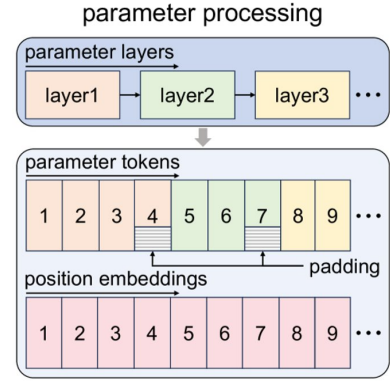 parameter processing
parameter layers
layer1 layer2 layer3 ...
parameter tokens
1 2 3 4 5 6 7 8 9 ...
padding
position embeddings
1 2 3 4 5 6 7 8 9 ...